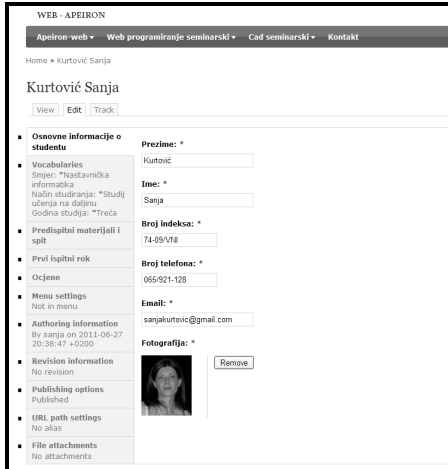 WEB - APEIRON
Apeiron-web Web programiranje seminarski Cad seminarski Kontakt
Home » Kurtović Sanja
Kurtović Sanja
View Edit Track
Osnovne informacije o
studentu
Vocabularies
Smjer: *Nastavnička
informatika
Način studiranja: *Studij
učenja na daljinu
Godina studija: *Treća
Predispitni materijali i
spit
Prvi ispitni rok
Ocjene
Menu settings
Not in menu
Authoring information
By sanja on 2011-06-27
20:38:47 +0200
Revision information
No revision
Publishing options
Published
URL path settings
No alias
File attachments
No attachments
Prezime: *
Kurtović
Ime: *
Sanja
Broj indeksa: *
74-09/VNI
Broj telefona: *
065/921-128
Email: *
sanjakurtovic@gmail.com
Fotografija: *
Remove